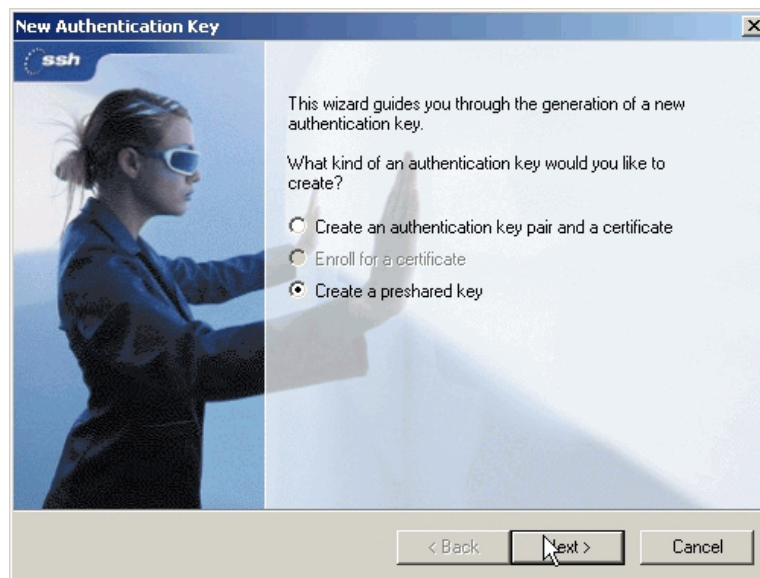 New Authentication Key
ssh
This wizard guides you through the generation of a new
authentication key.
What kind of an authentication key would you like to
create?
Create an authentication key pair and a certificate
Enroll for a certificate
Create a preshared key
< Back
Next >
Cancel